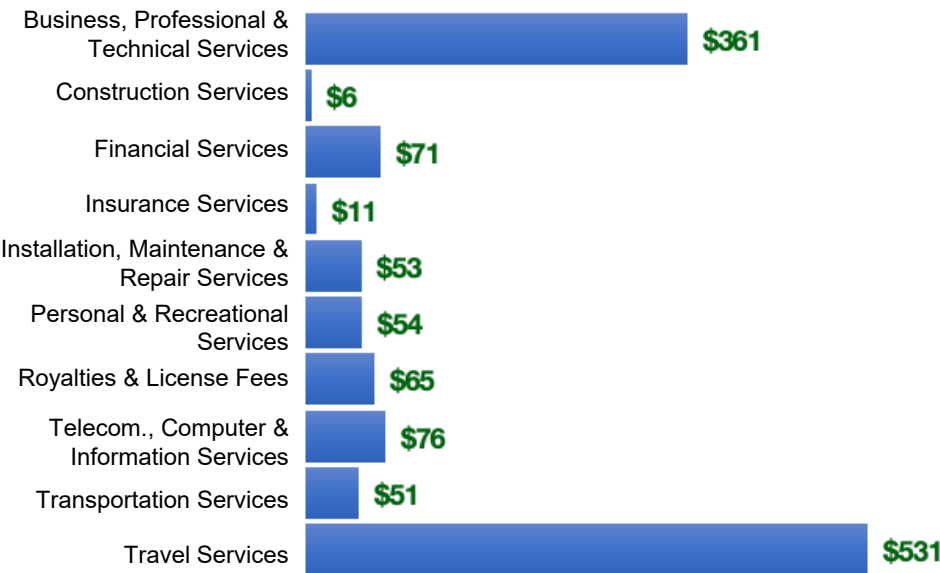 Business, Professional &
Technical Services
$361
Construction Services
$6
Financial Services
$71
Insurance Services
$11
Installation, Maintenance &
Repair Services
$53
Personal & Recreational
Services
$54
Royalties & License Fees
$65
Telecom., Computer &
Information Services
$76
Transportation Services
$51
Travel Services
$531